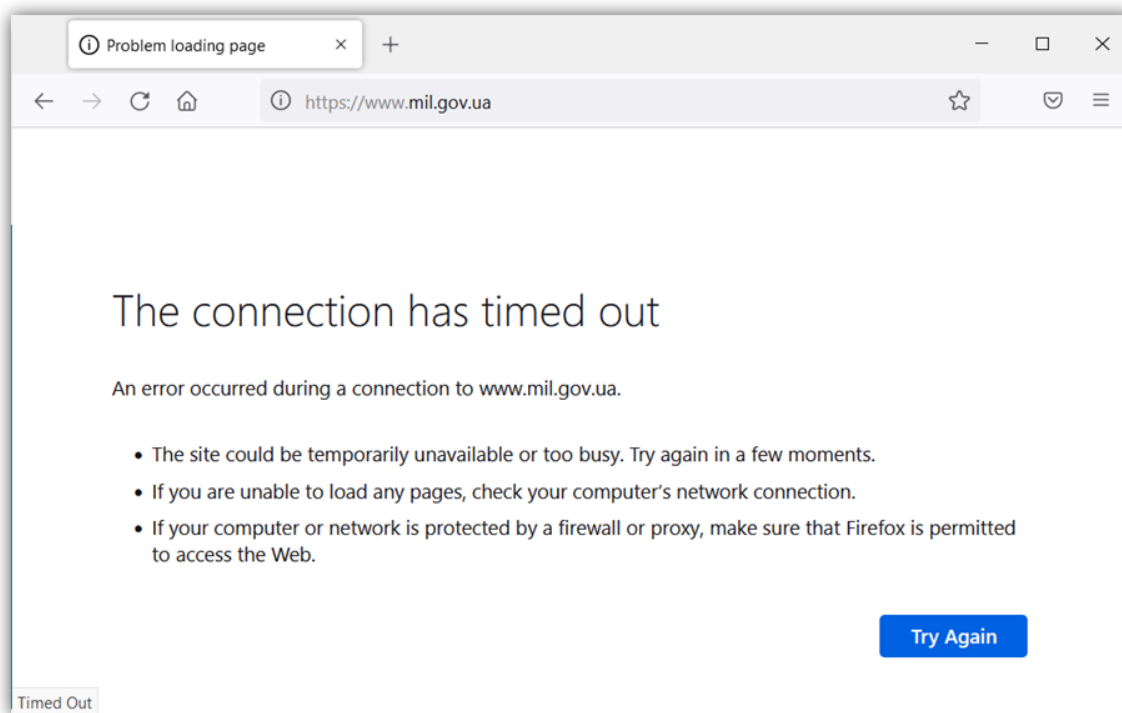 Problem loading page
https://www.mil.gov.ua
The connection has timed out
An error occurred during a connection to www.mil.gov.ua.
• The site could be temporarily unavailable or too busy. Try again in a few moments.
• If you are unable to load any pages, check your computer’s network connection.
• If your computer or network is protected by a firewall or proxy, make sure that Firefox is permitted
to access the Web.
Try Again
Timed Out